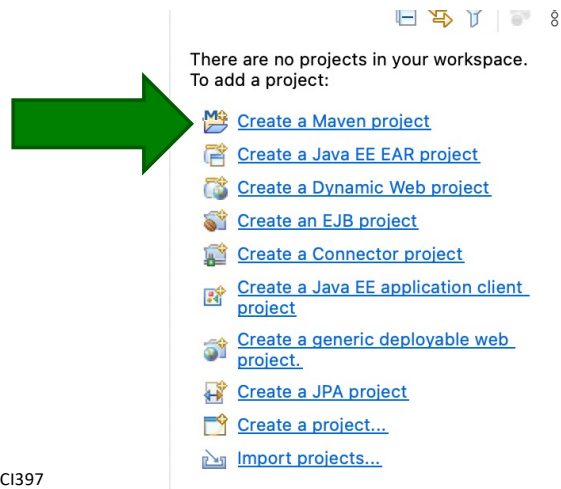 There are no projects in your workspace.
To add a project:
Create a Maven project
Create a Java EE EAR project
Create a Dynamic Web project
Create an EJB project
Create a Connector project
Create a Java EE application client
project
Create a generic deployable web
project.
Create a JPA project
Create a project...
Import projects...
CI397